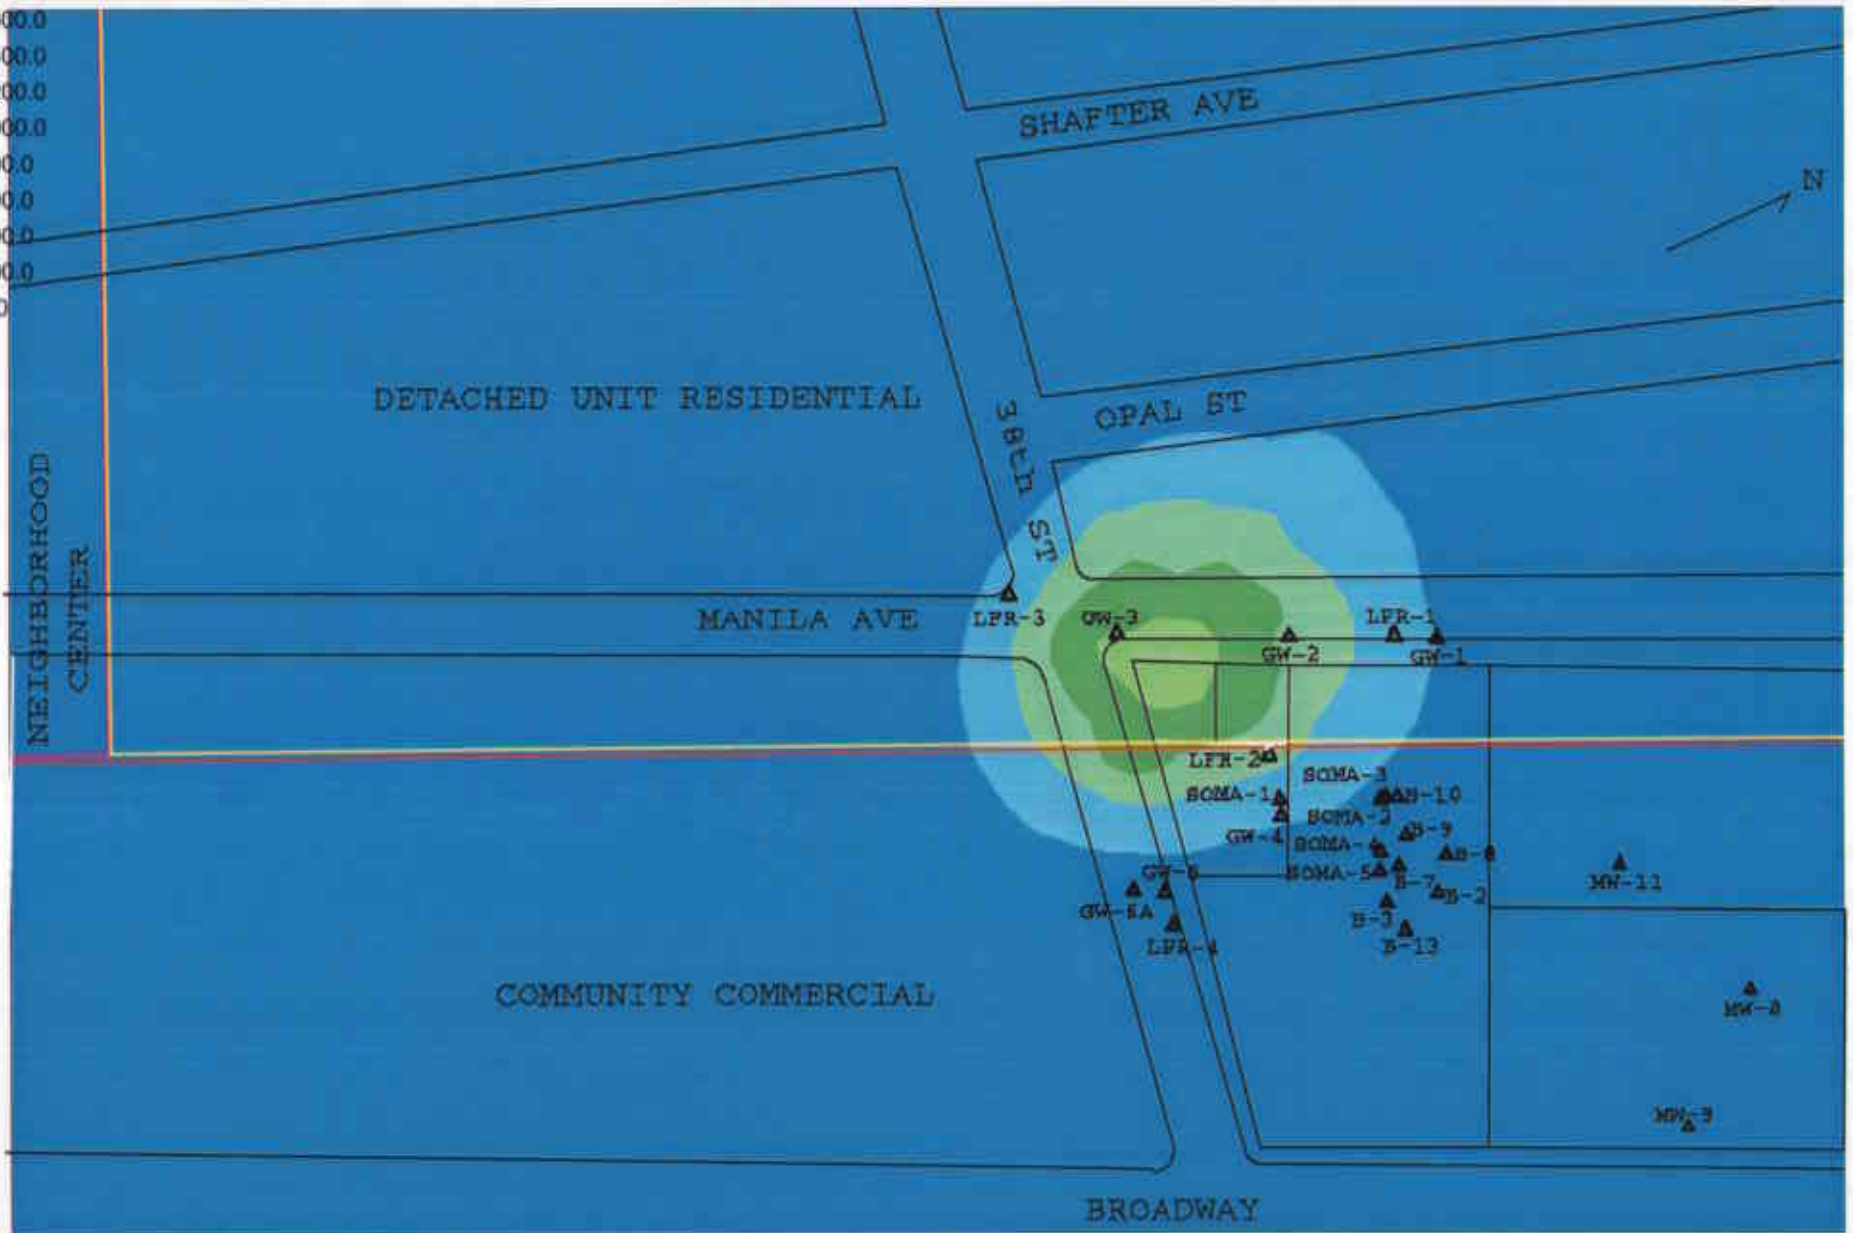 SHAFTER AVE
N
DETACHED UNIT RESIDENTIAL
OPAL ST
38th ST
NEIGHBORHOOD
CENTER
MANILA AVE
LFR-3
GW-3
LFR-1
GW-2
GW-1
LFR-2
SOMA-3
SOMA-1
B-10
SOMA-2
GW-4
B-9
SOMA-4
B-8
SOMA-5
B-7
B-2
GW-6
GW-5A
B-3
LFR-4
B-13
MW-11
COMMUNITY COMMERCIAL
MW-8
MW-9
BROADWAY